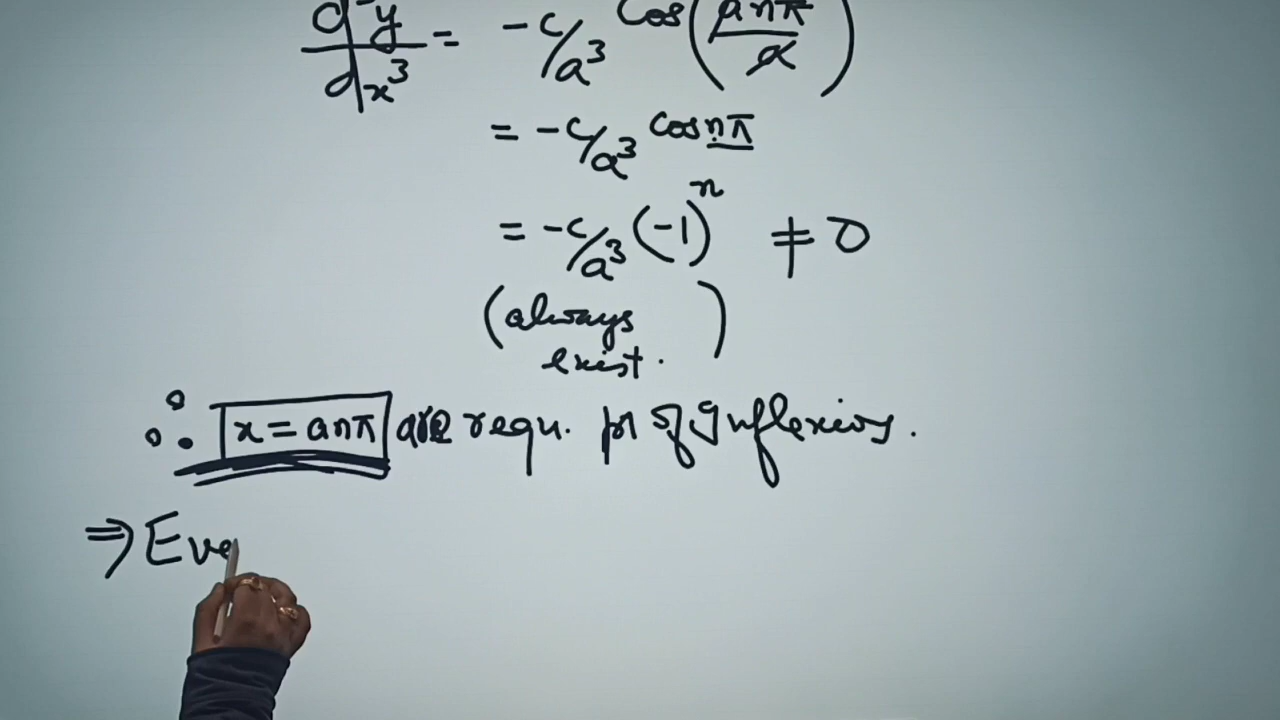 d³y/dx³ = -c/a³ cos(anπ/a)
= -c/a³ cos nπ
= -c/a³ (-1)ⁿ ≠ 0
(always
exist.)
∴ x = anπ are requ. pt of Inflexions.
⇒ Eve